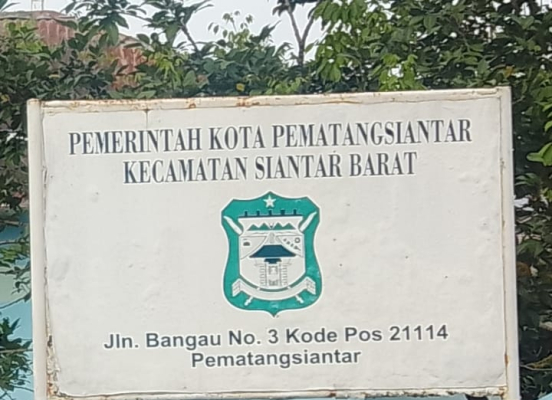 PEMERINTAH KOTA PEMATANGSIANTAR
KECAMATAN SIANTAR BARAT
Jln. Bangau No. 3 Kode Pos 21114
Pematangsiantar